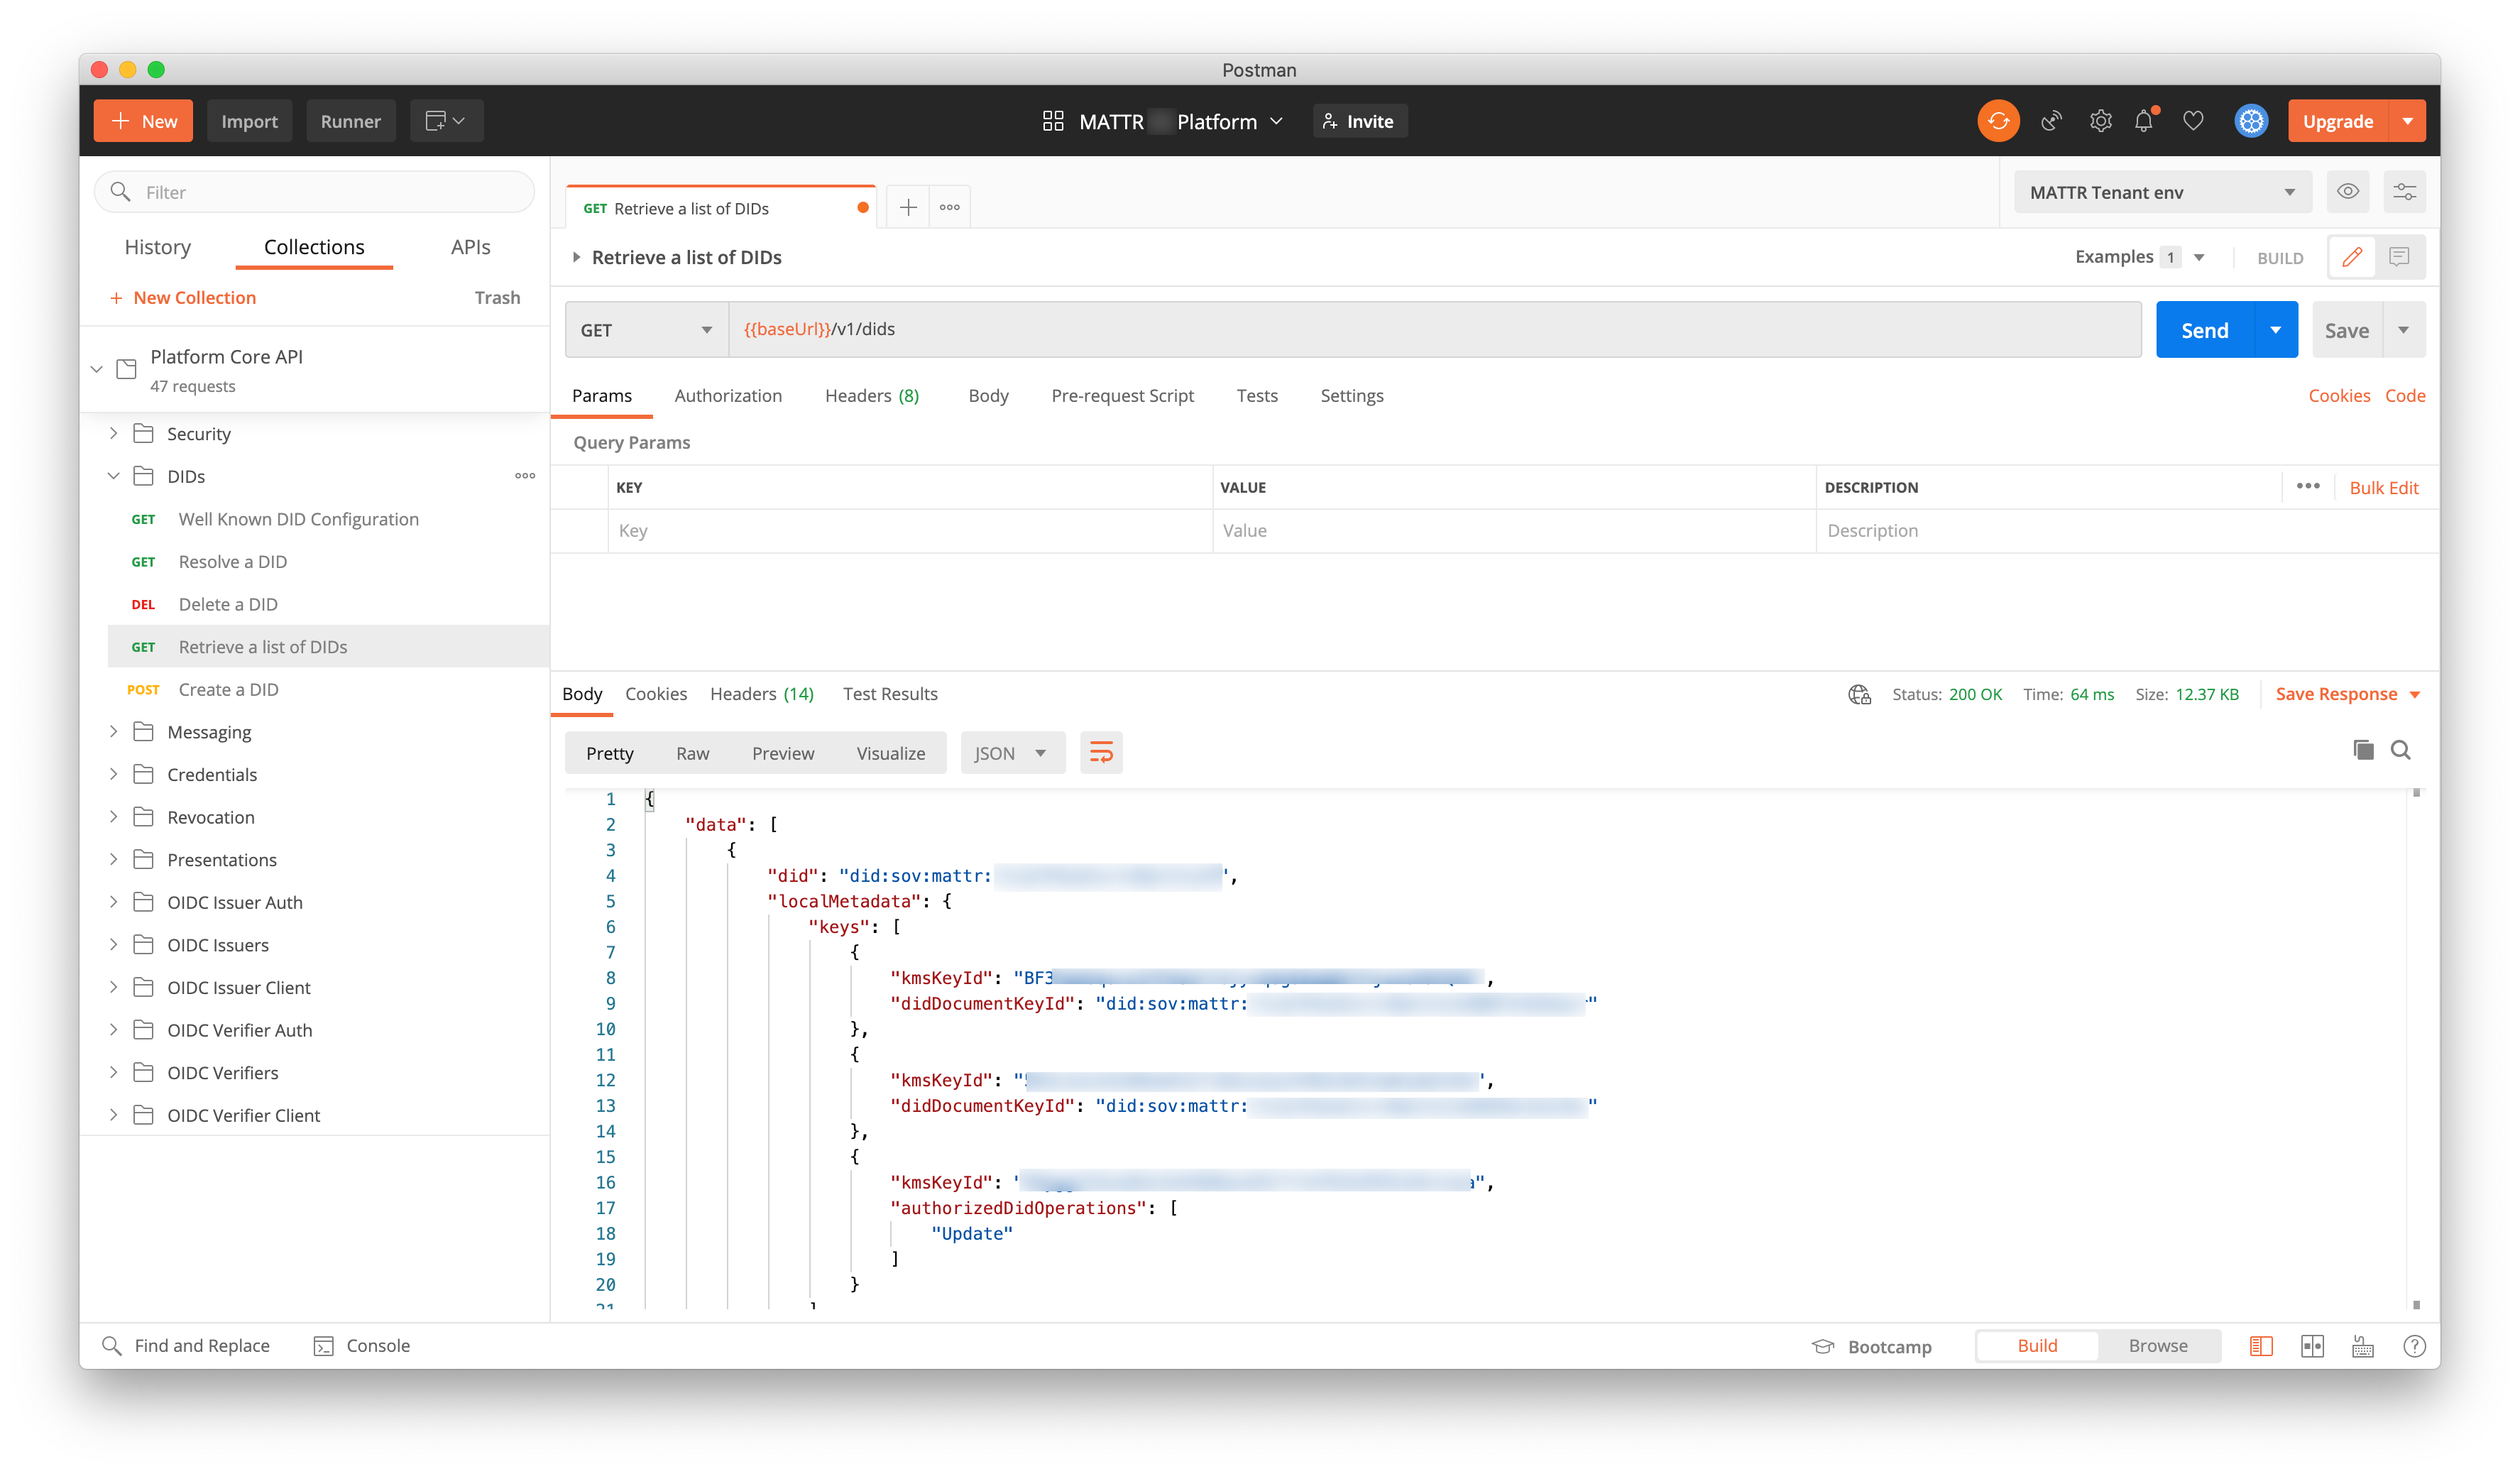 Postman
New
Import
Runner
MATTR Platform
Invite
Upgrade
Filter
History
Collections
APIs
New Collection
Trash
Platform Core API
47 requests
Security
DIDs
GET Well Known DID Configuration
GET Resolve a DID
DEL Delete a DID
GET Retrieve a list of DIDs
POST Create a DID
Messaging
Credentials
Revocation
Presentations
OIDC Issuer Auth
OIDC Issuers
OIDC Issuer Client
OIDC Verifier Auth
OIDC Verifiers
OIDC Verifier Client
GET Retrieve a list of DIDs
MATTR Tenant env
Retrieve a list of DIDs
Examples 1
BUILD
GET
{{baseUrl}}/v1/dids
Send
Save
Params Authorization Headers (8) Body Pre-request Script Tests Settings
Cookies Code
Query Params
KEY VALUE DESCRIPTION
Bulk Edit
Key Value Description
Body Cookies Headers (14) Test Results
Status: 200 OK Time: 64 ms Size: 12.37 KB
Save Response
Pretty Raw Preview Visualize JSON
1 {
2 "data": [
3 {
4 "did": "did:sov:mattr: ",
5 "localMetadata": {
6 "keys": [
7 {
8 "kmsKeyId": "BF3 ,
9 "didDocumentKeyId": "did:sov:mattr: "
10 },
11 {
12 "kmsKeyId": " ",
13 "didDocumentKeyId": "did:sov:mattr: "
14 },
15 {
16 "kmsKeyId": " a",
17 "authorizedDidOperations": [
18 "Update"
19 ]
20 }
21 ]
Find and Replace
Console
Bootcamp
Build
Browse